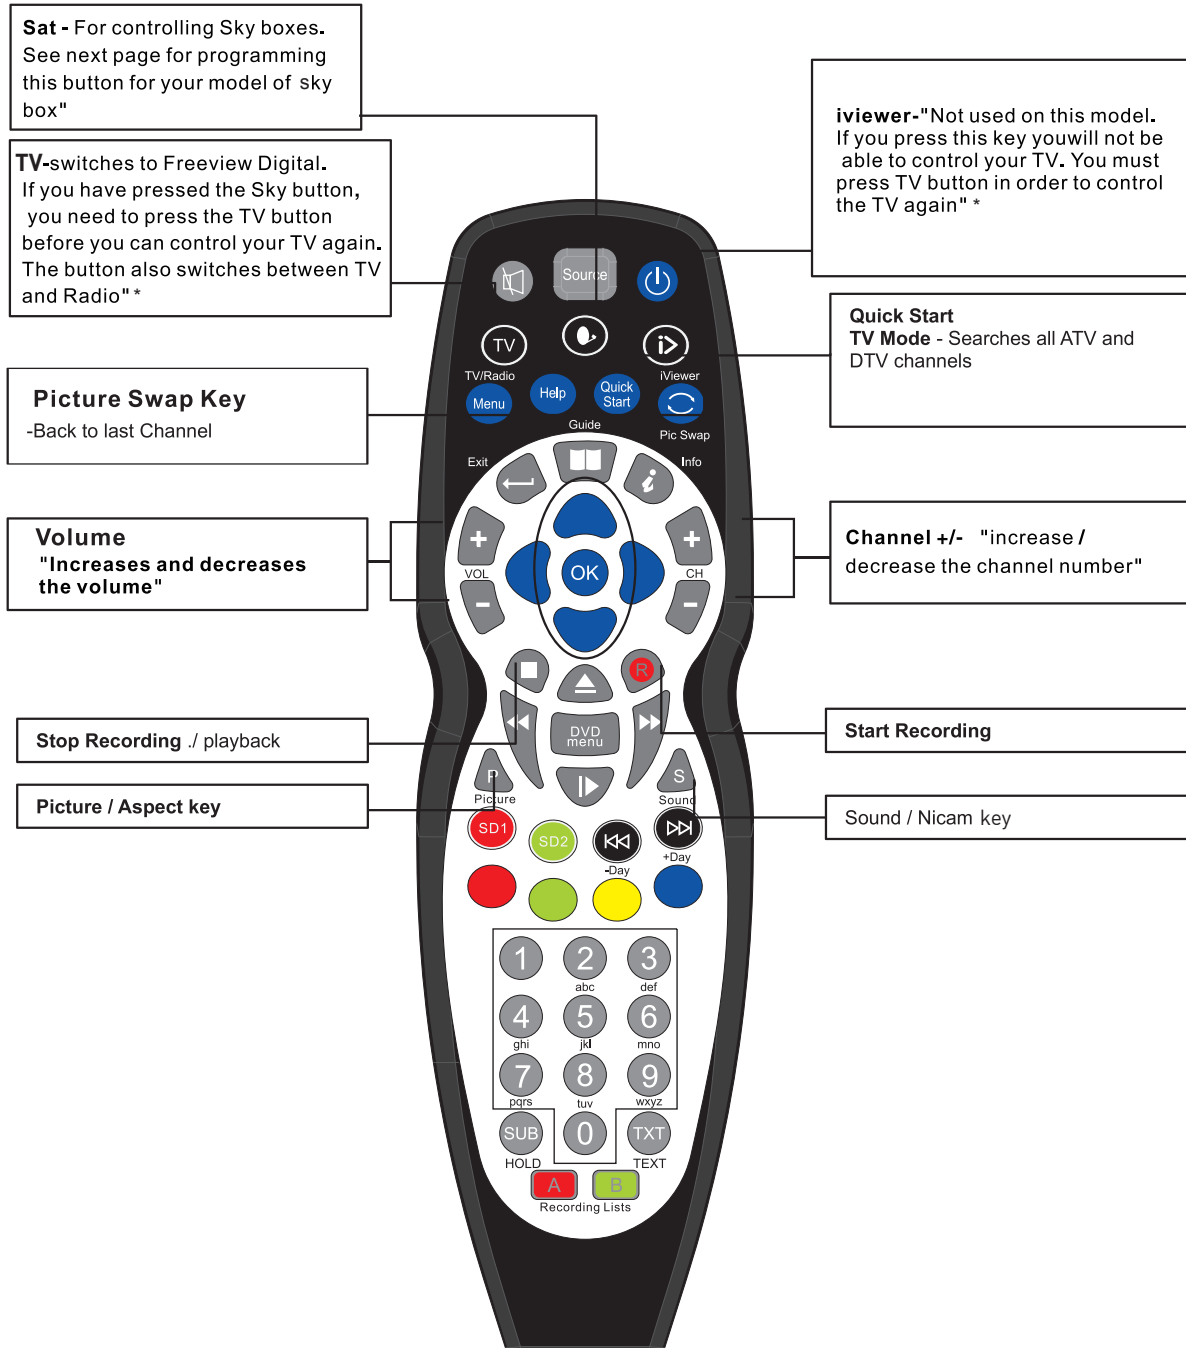 Sat - For controlling Sky boxes.
See next page for programming
this button for your model of sky
box"
TV-switches to Freeview Digital.
If you have pressed the Sky button,
you need to press the TV button
before you can control your TV again.
The button also switches between TV
and Radio" *
iviewer-"Not used on this model.
If you press this key youwill not be
able to control your TV. You must
press TV button in order to control
the TV again" *
Quick Start
TV Mode - Searches all ATV and
DTV channels
Picture Swap Key
-Back to last Channel
Volume
"Increases and decreases
the volume"
Channel +/- "increase /
decrease the channel number"
Stop Recording ./ playback
Start Recording
Picture / Aspect key
Sound / Nicam key
Source
TV
i
TV/Radio
iViewer
Menu
Help
Quick
Start
Pic Swap
Guide
Exit
Info
i
+
+
VOL
OK
CH
-
-
R
DVD
menu
P
S
Picture
Sound
SD1
SD2
-Day
+Day
1
2
3
abc
def
4
5
6
ghi
jkl
mno
7
8
9
pqrs
tuv
wxyz
SUB
0
TXT
HOLD
TEXT
A
B
Recording Lists